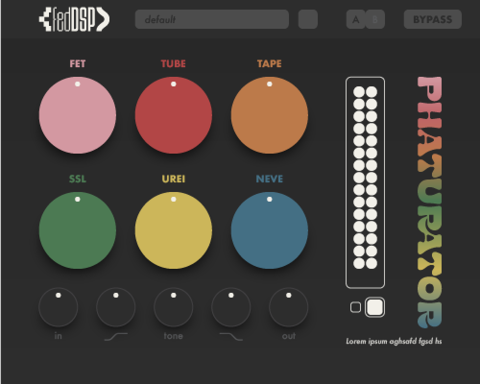 fedDSP
default
A B
BYPASS
FET TUBE TAPE
SSL UREI NEVE
in tone out
PHATURATOR
Lorem ipsum aghsafd fgsd hs